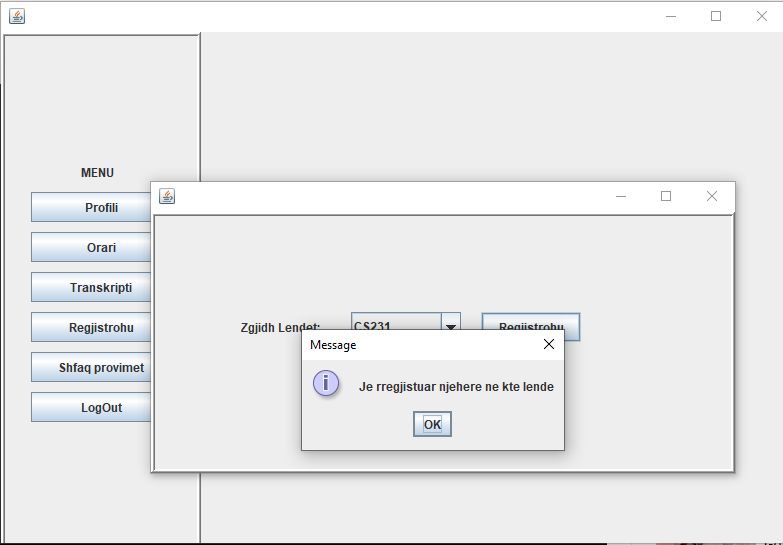 MENU
Profili
Orari
Transkripti
Regjistrohu
Shfaq provimet
LogOut
Zgjidh Lendet:
CS231
Regjistrohu
Message
Je rregjistuar njehere ne kte lende
OK